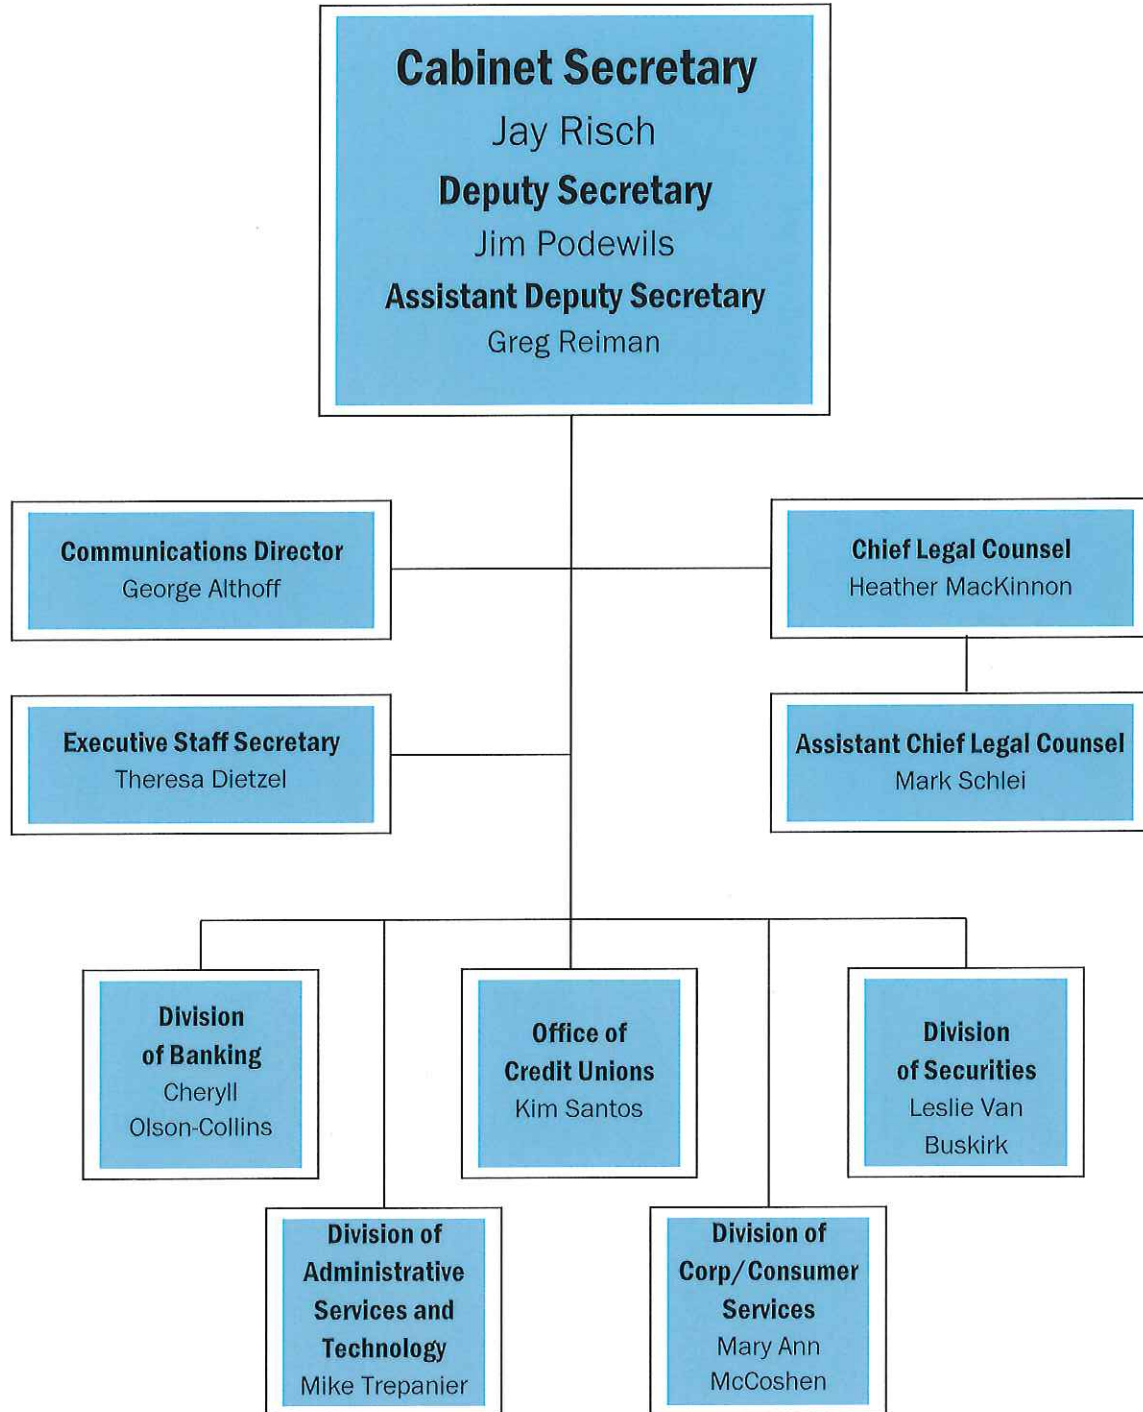 Cabinet Secretary
Jay Risch
Deputy Secretary
Jim Podewils
Assistant Deputy Secretary
Greg Reiman
Communications Director
George Althoff
Chief Legal Counsel
Heather MacKinnon
Executive Staff Secretary
Theresa Dietzel
Assistant Chief Legal Counsel
Mark Schlei
Division
of Banking
Cheryll
Olson-Collins
Office of
Credit Unions
Kim Santos
Division
of Securities
Leslie Van
Buskirk
Division of
Administrative
Services and
Technology
Mike Trepanier
Division of
Corp/Consumer
Services
Mary Ann
McCoshen